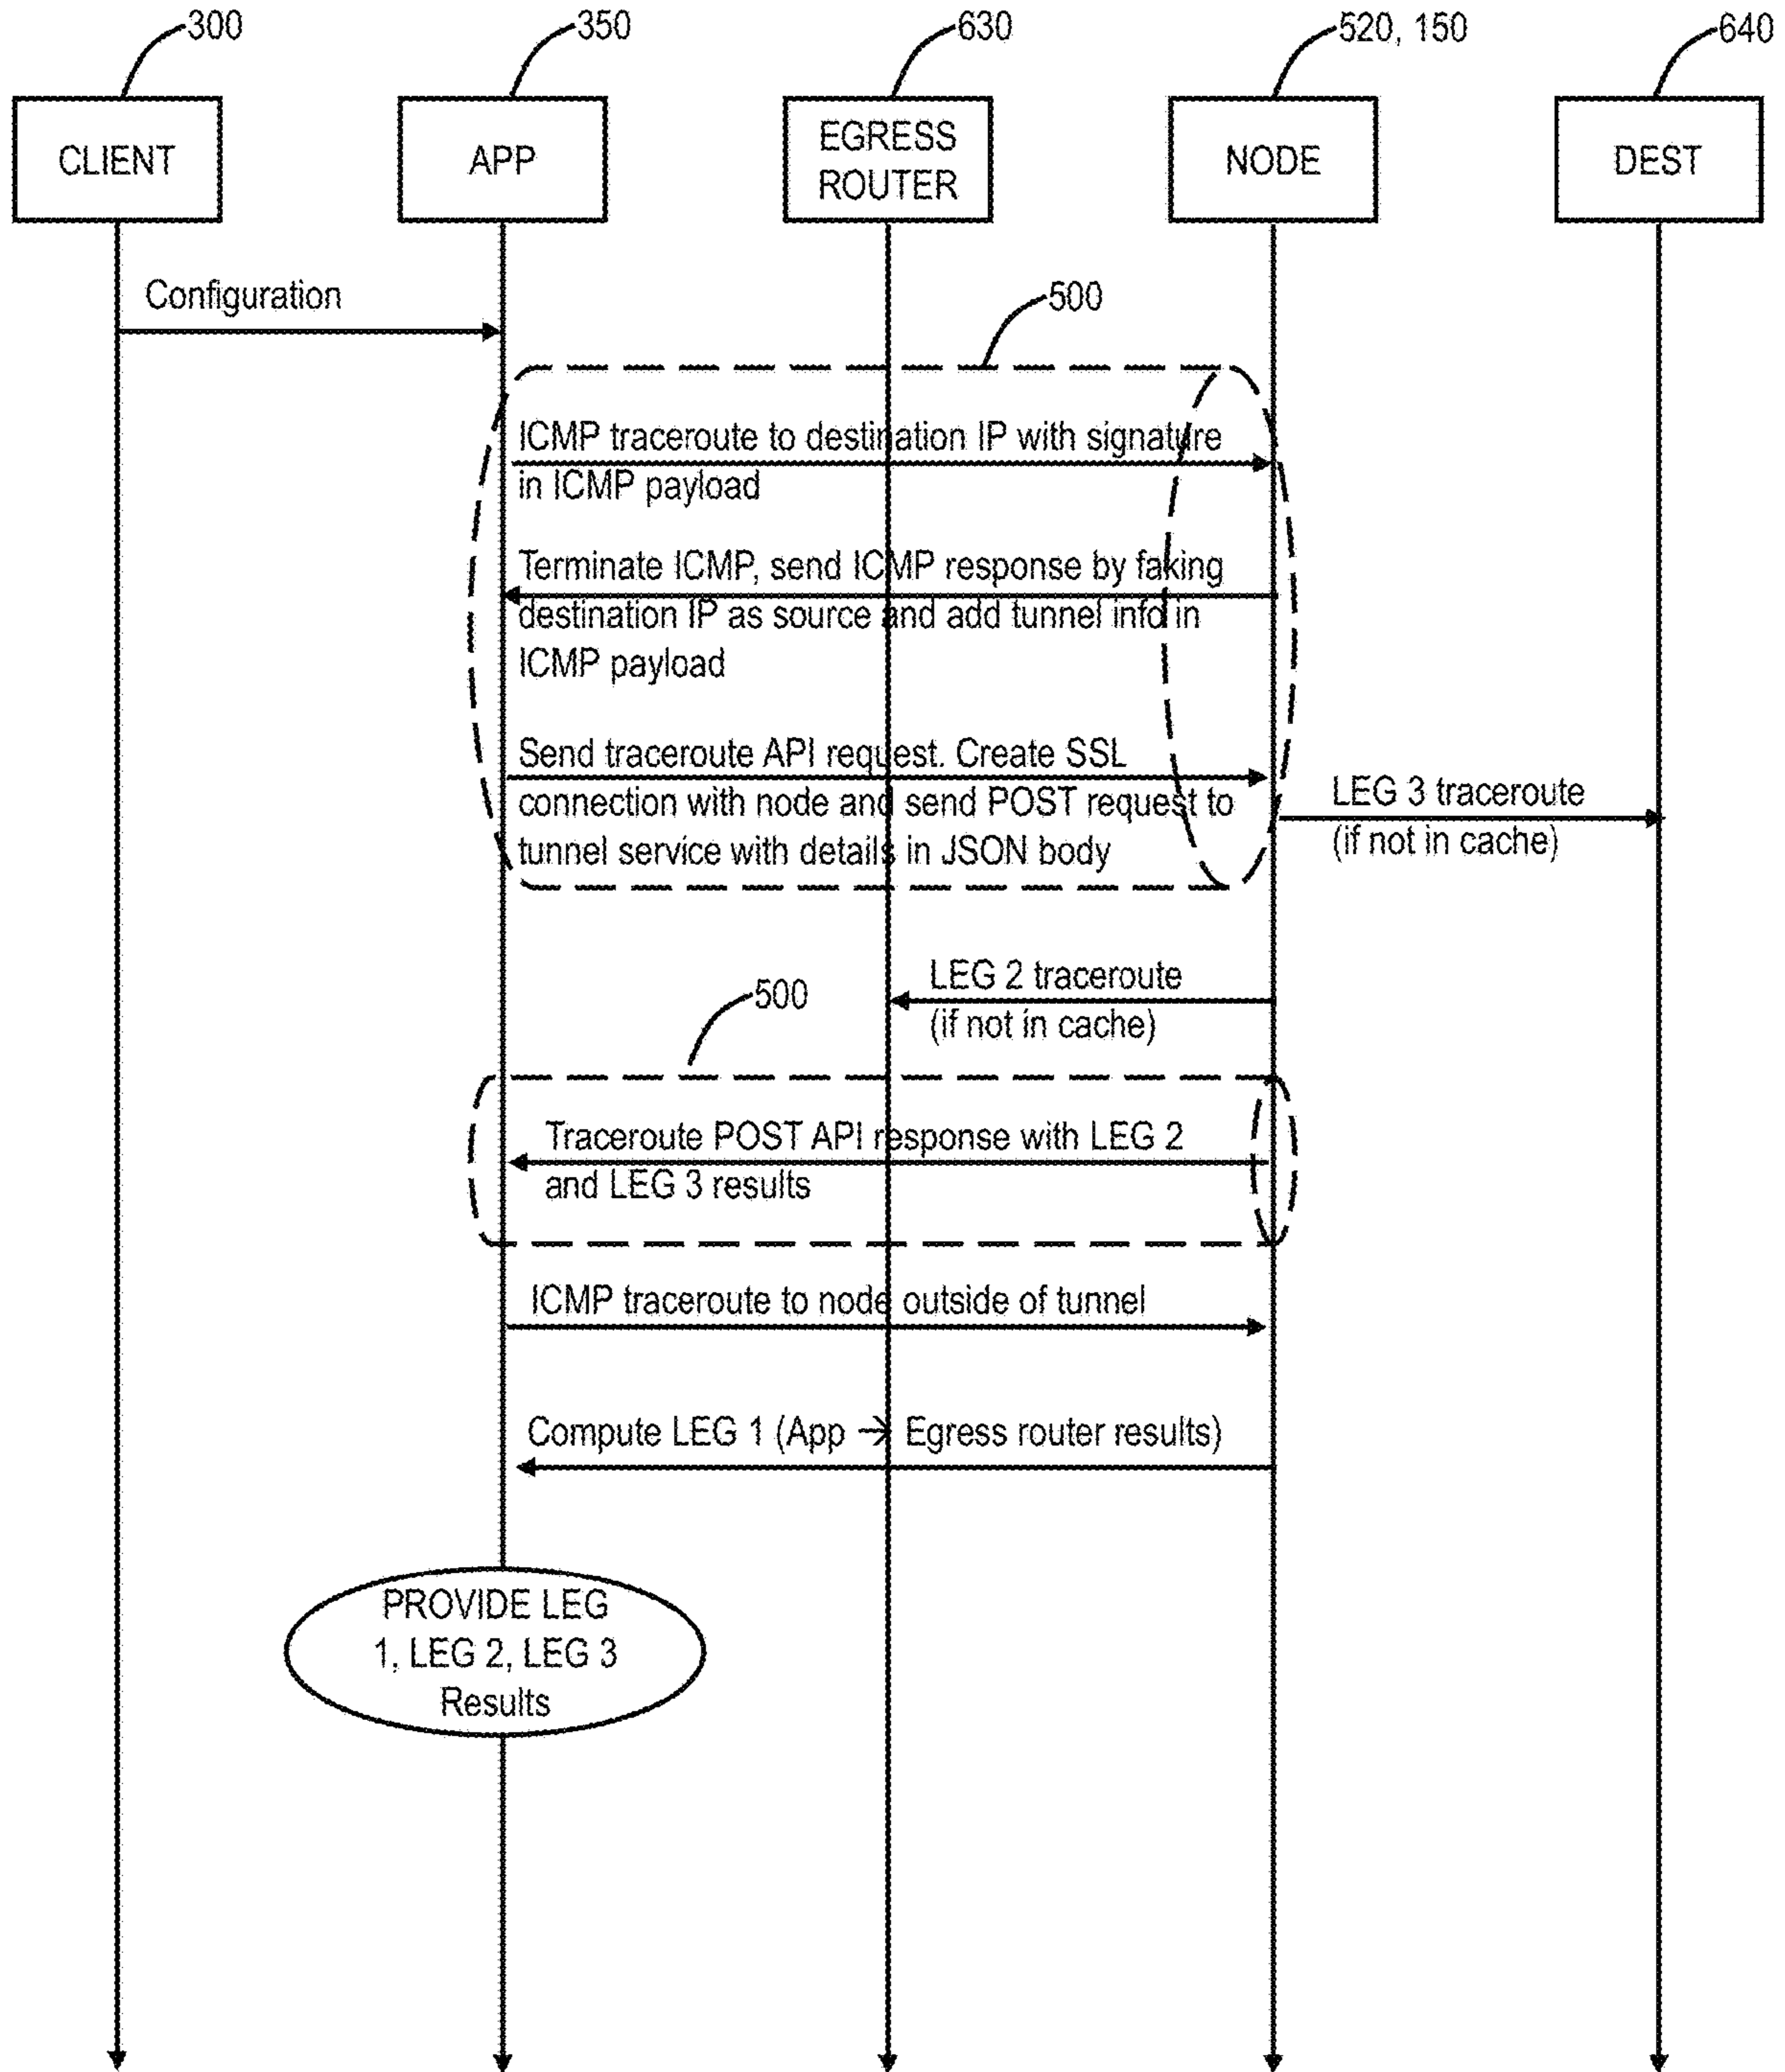 300
350
630
520, 150
640
CLIENT
APP
EGRESS
ROUTER
NODE
DEST
Configuration
500
ICMP traceroute to destination IP with signature
in ICMP payload
Terminate ICMP, send ICMP response by faking
destination IP as source and add tunnel info in
ICMP payload
Send traceroute API request. Create SSL
connection with node and send POST request to
tunnel service with details in JSON body
LEG 3 traceroute
(if not in cache)
LEG 2 traceroute
(if not in cache)
500
Traceroute POST API response with LEG 2
and LEG 3 results
ICMP traceroute to node outside of tunnel
Compute LEG 1 (App → Egress router results)
PROVIDE LEG
1, LEG 2, LEG 3
Results